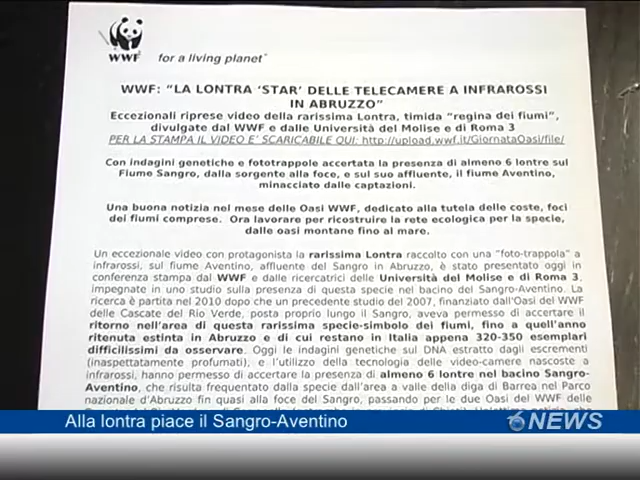 WWF
for a living planet
WWF: "LA LONTRA 'STAR' DELLE TELECAMERE A INFRAROSSI
IN ABRUZZO"
Eccezionali riprese video della rarissima Lontra, timida "regina dei fiumi",
divulgate dal WWF e dalle Università del Molise e di Roma 3
PER LA STAMPA IL VIDEO E' SCARICABILE QUI: http://upload.wwf.it/GiornataOasi/file/
Con indagini genetiche e fototrappole accertata la presenza di almeno 6 lontre sul
Fiume Sangro, dalla sorgente alla foce, e sul suo affluente, il fiume Aventino,
minacciato dalle captazioni.
Una buona notizia nel mese delle Oasi WWF, dedicato alla tutela delle coste, foci
dei fiumi comprese. Ora lavorare per ricostruire la rete ecologica per la specie,
dalle oasi montane fino al mare.
Un eccezionale video con protagonista la rarissima Lontra raccolto con una "foto-trappola" a
infrarossi, sul fiume Aventino, affluente del Sangro in Abruzzo, è stato presentato oggi in
conferenza stampa dal WWF e dalle ricercatrici delle Università del Molise e di Roma 3,
impegnate in uno studio sulla presenza di questa specie nel bacino del Sangro-Aventino. La
ricerca è partita nel 2010 dopo che un precedente studio del 2007, finanziato dall'Oasi del WWF
delle Cascate del Rio Verde, posta proprio lungo il Sangro, aveva permesso di accertare il
ritorno nell'area di questa rarissima specie-simbolo dei fiumi, fino a quell'anno
ritenuta estinta in Abruzzo e di cui restano in Italia appena 320-350 esemplari
difficilissimi da osservare. Oggi le indagini genetiche sul DNA estratto dagli escrementi
(inaspettatamente profumati), e l'utilizzo della tecnologia delle video-camere nascoste a
infrarossi, hanno permesso di accertare la presenza di almeno 6 lontre nel bacino Sangro-
Aventino, che risulta frequentato dalla specie dall'area a valle della diga di Barrea nel Parco
nazionale d'Abruzzo fin quasi alla foce del Sangro, passando per le due Oasi del WWF delle
Alla lontra piace il Sangro-Aventino
6 NEWS